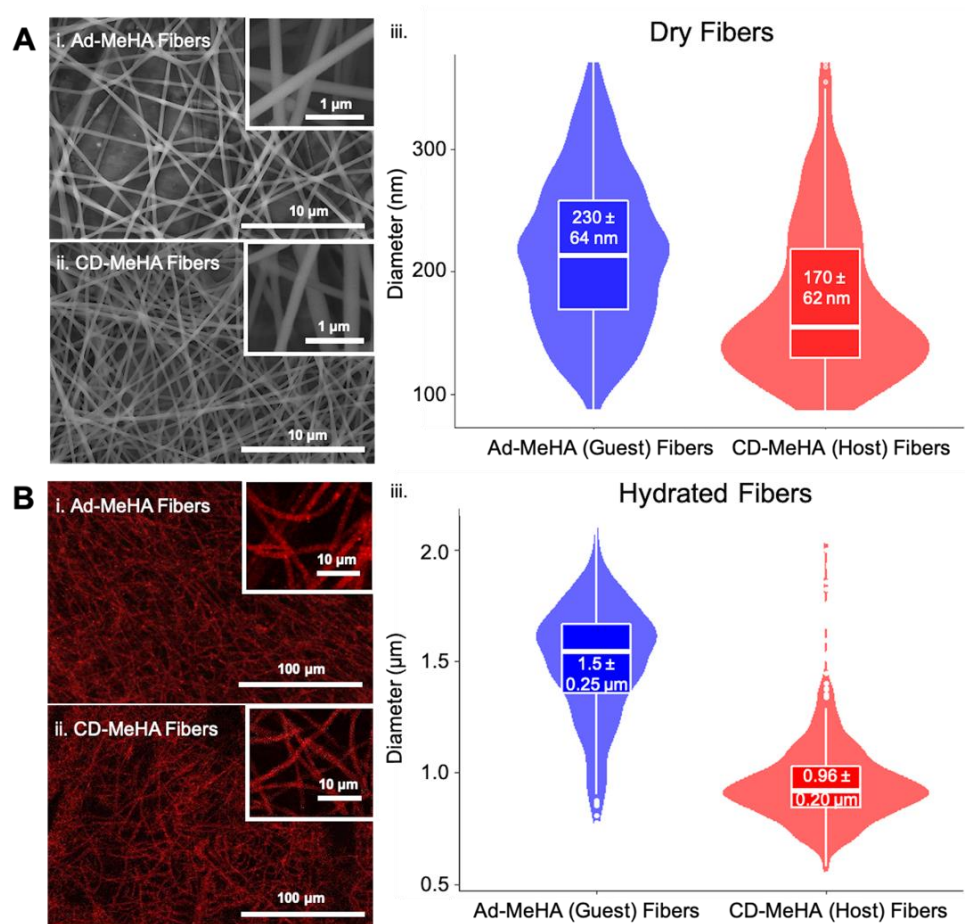 A
i. Ad-MeHA Fibers
1 µm
10 µm
ii. CD-MeHA Fibers
1 µm
10 µm
iii.
Dry Fibers
Diameter (nm)
300
200
100
230 ±
64 nm
170 ±
62 nm
Ad-MeHA (Guest) Fibers
CD-MeHA (Host) Fibers
B
i. Ad-MeHA Fibers
10 µm
100 µm
ii. CD-MeHA Fibers
10 µm
100 µm
iii.
Hydrated Fibers
Diameter (µm)
2.0
1.5
1.0
0.5
1.5 ±
0.25 µm
0.96 ±
0.20 µm
Ad-MeHA (Guest) Fibers
CD-MeHA (Host) Fibers